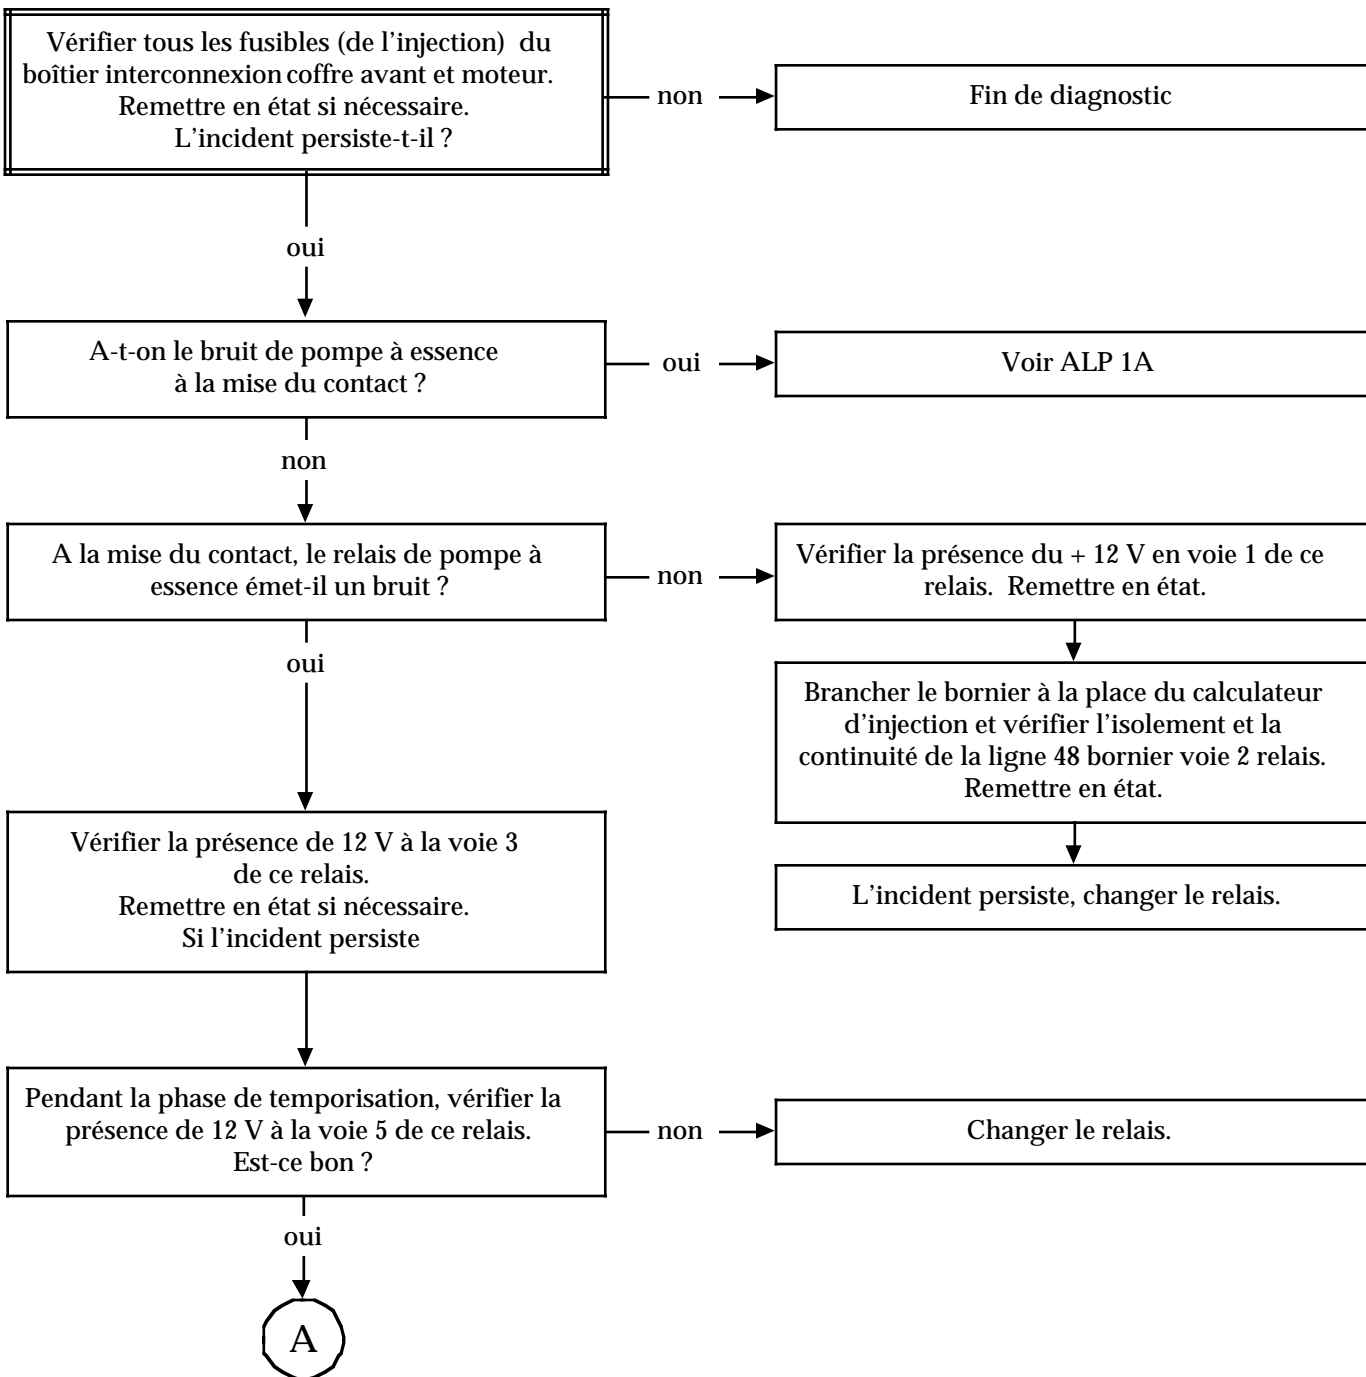 Vérifier tous les fusibles (de l'injection) du
boîtier interconnexion coffre avant et moteur.
Remettre en état si nécessaire.
L'incident persiste-t-il ?
non
Fin de diagnostic
oui
A-t-on le bruit de pompe à essence
à la mise du contact ?
oui
Voir ALP 1A
non
A la mise du contact, le relais de pompe à
essence émet-il un bruit ?
non
Vérifier la présence du + 12 V en voie 1 de ce
relais. Remettre en état.
oui
Brancher le bornier à la place du calculateur
d'injection et vérifier l'isolement et la
continuité de la ligne 48 bornier voie 2 relais.
Remettre en état.
Vérifier la présence de 12 V à la voie 3
de ce relais.
Remettre en état si nécessaire.
Si l'incident persiste
L'incident persiste, changer le relais.
Pendant la phase de temporisation, vérifier la
présence de 12 V à la voie 5 de ce relais.
Est-ce bon ?
non
Changer le relais.
oui
A